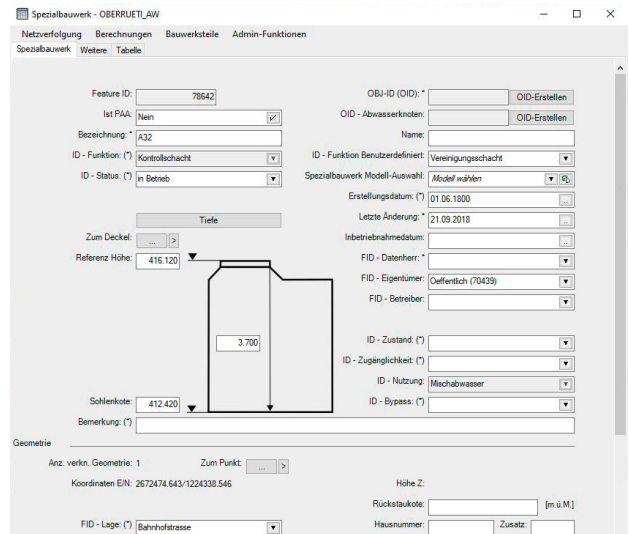 Spezialbauwerk - OBERRUETI_AW
Netzverfolgung Berechnungen Bauwerksteile Admin-Funktionen
Spezialbauwerk Weitere Tabelle
Feature ID: 78642
OBJ-ID (OID): * OID-Erstellen
Ist PAA: Nein
OID - Abwasserknoten: OID-Erstellen
Bezeichnung: * A32
Name:
ID - Funktion: (*) Kontrollschacht
ID - Funktion Benutzerdefiniert: Vereinigungsschacht
ID - Status: (*) in Betrieb
Spezialbauwerk Modell-Auswahl: Modell wählen
Erstellungsdatum: (*) 01.06.1800 ...
Tiefe
Letzte Änderung: * 21.09.2018 ...
Zum Deckel: ... >
Inbetriebnahmedatum: ...
Referenz Höhe: 416.120
FID - Datenherr: *
FID - Eigentümer: Oeffentlich (70439)
FID - Betreiber:
3.700
ID - Zustand: (*)
ID - Zugänglichkeit: (*)
ID - Nutzung: Mischabwasser
Sohlenkote: 412.420
ID - Bypass: (*)
Bemerkung: (*)
Geometrie
Anz. verkn. Geometrie: 1 Zum Punkt: ... >
Koordinaten E/N: 2672474.643/1224338.546 Höhe Z:
Rückstaukote: [m.ü.M.]
FID - Lage: (*) Bahnhofstrasse Hausnummer: Zusatz: